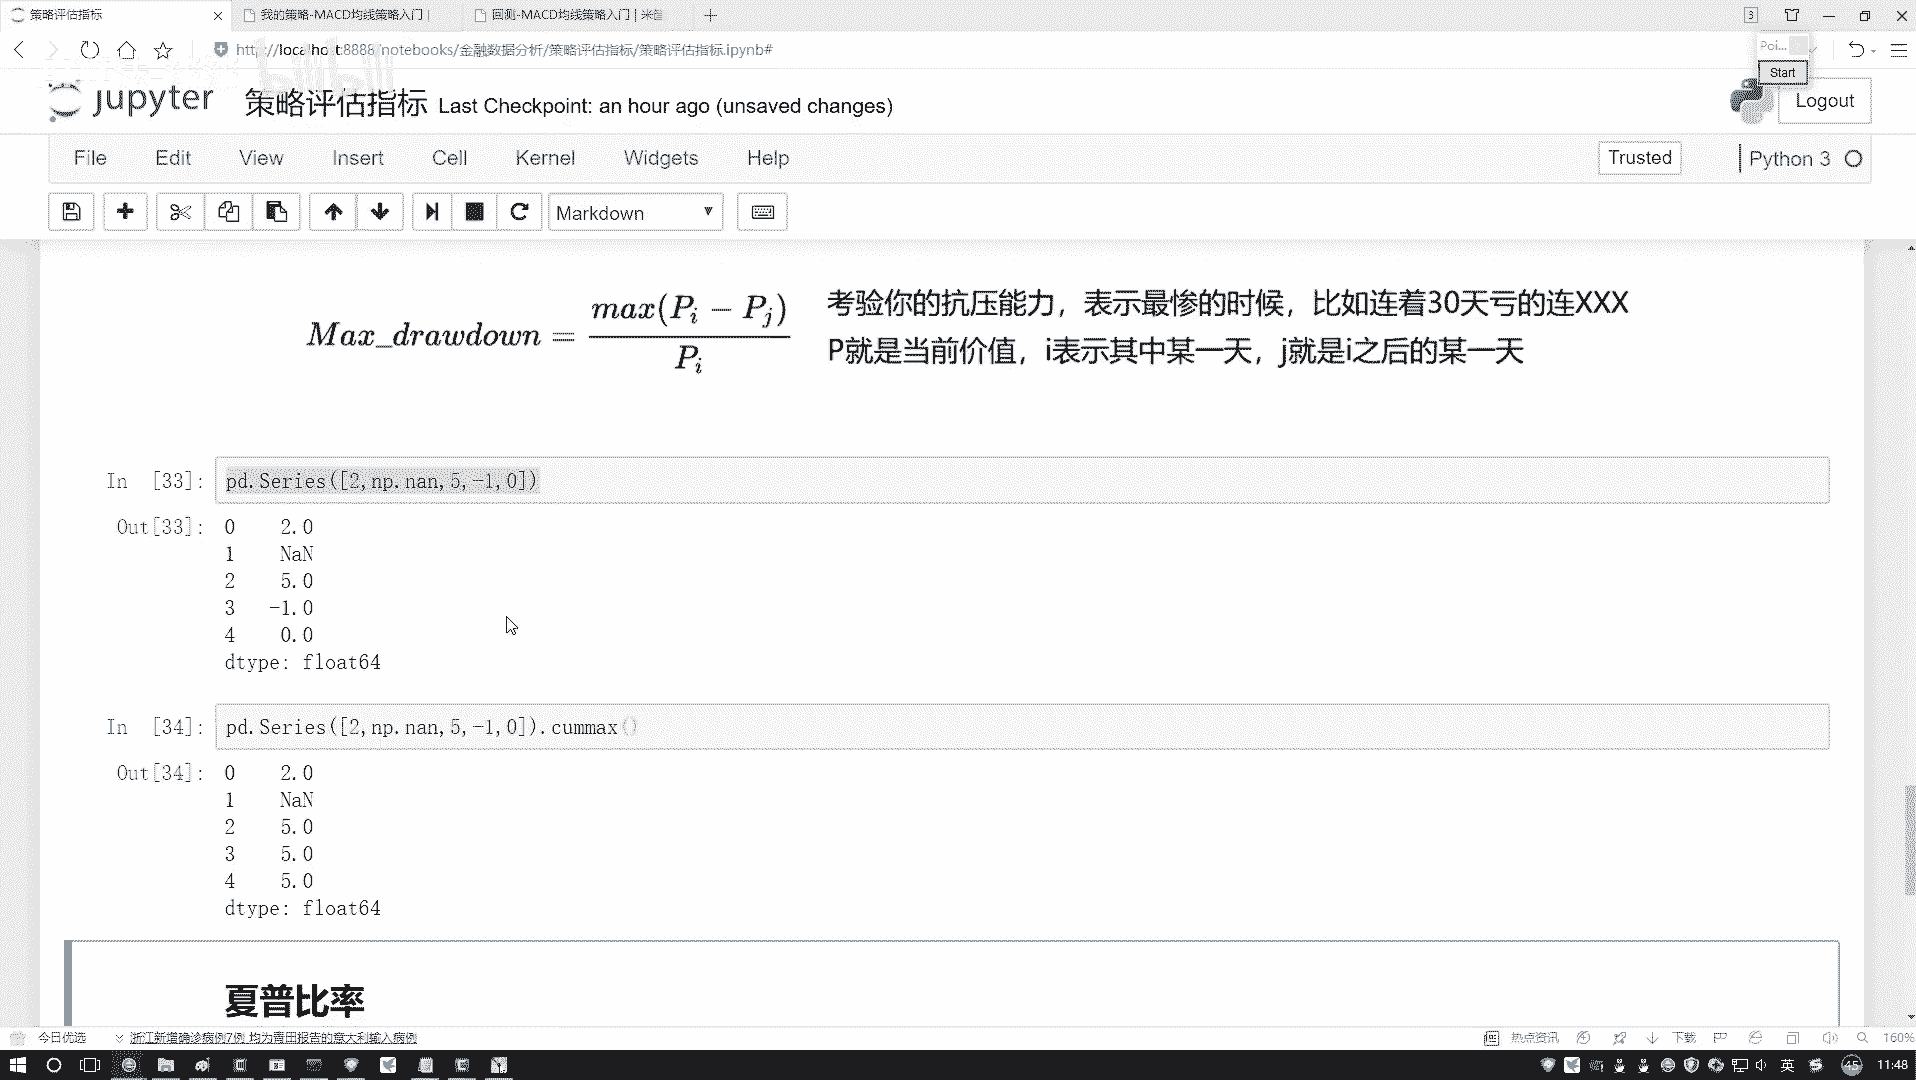 策略评估指标
我的策略-MACD均线策略入门 |
回测-MACD均线策略入门 | 米筐
3
http://localhost:8888/notebooks/金融数据分析/策略评估指标/策略评估指标.ipynb#
Poi...
Start
jupyter
策略评估指标 Last Checkpoint: an hour ago (unsaved changes)
Logout
File Edit View Insert Cell Kernel Widgets Help
Trusted
Python 3
Markdown
Max_drawdown = max(P_i − P_j) / P_i
考验你的抗压能力，表示最惨的时候，比如连着30天亏的连XXX
P就是当前价值，i表示其中某一天，j就是i之后的某一天
In [33]: pd.Series([2,np.nan,5,-1,0])
Out[33]: 0 2.0
1 NaN
2 5.0
3 -1.0
4 0.0
dtype: float64
In [34]: pd.Series([2,np.nan,5,-1,0]).cummax()
Out[34]: 0 2.0
1 NaN
2 5.0
3 5.0
4 5.0
dtype: float64
夏普比率
今日优选
浙江新增确诊病例7例 均为青田报告的意大利输入病例
热点资讯
下载
160%
英
45
11:48